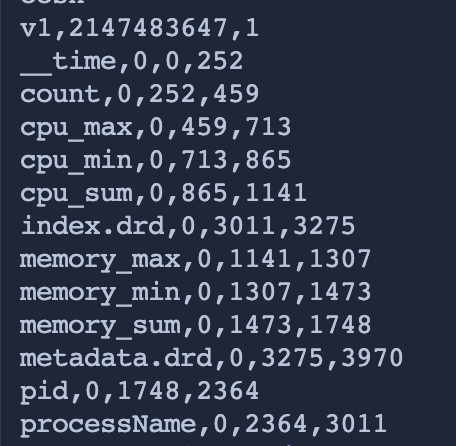 v1,2147483647,1
__time,0,0,252
count,0,252,459
cpu_max,0,459,713
cpu_min,0,713,865
cpu_sum,0,865,1141
index.drd,0,3011,3275
memory_max,0,1141,1307
memory_min,0,1307,1473
memory_sum,0,1473,1748
metadata.drd,0,3275,3970
pid,0,1748,2364
processName,0,2364,3011